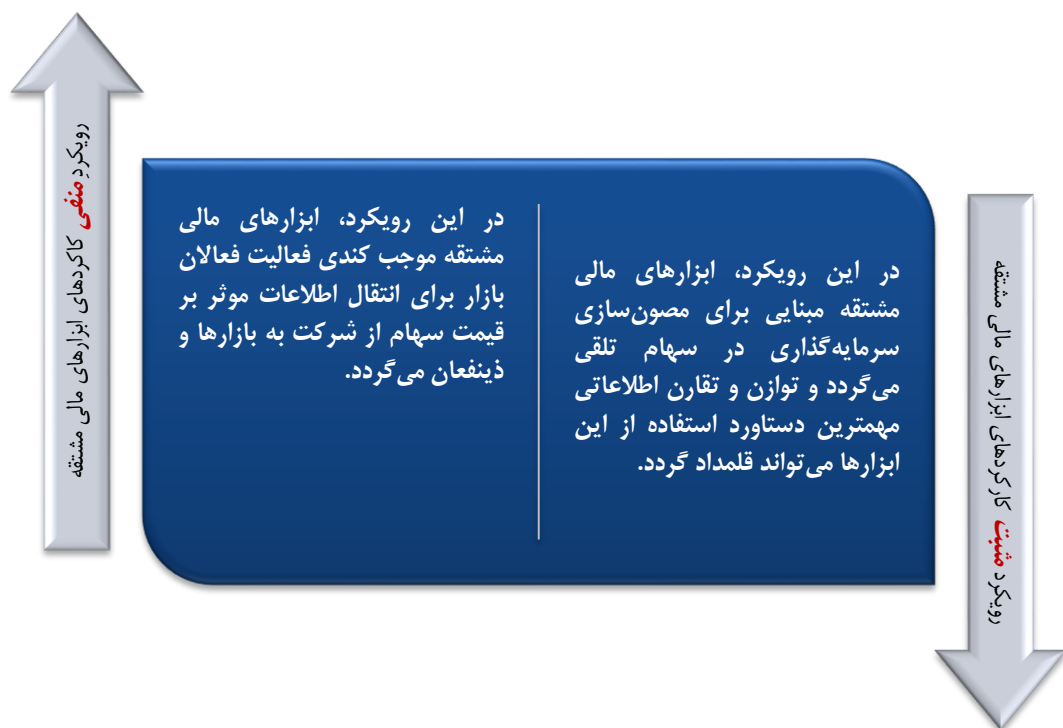 رویکرد مثبت کارکردهای ابزارهای مالی مشتقه
در این رویکرد، ابزارهای مالی
مشتقه مبنایی برای مصون‌سازی
سرمایه‌گذاری در سهام تلقی
می‌گردد و توازن و تقارن اطلاعاتی
مهمترین دستاورد استفاده از این
ابزارها می‌تواند قلمداد گردد.
در این رویکرد، ابزارهای مالی
مشتقه موجب کندی فعالیت فعالان
بازار برای انتقال اطلاعات موثر بر
قیمت سهام از شرکت به بازارها و
ذینفعان می‌گردد.
رویکردِ منفی کاکردهای ابزارهای مالی مشتقه